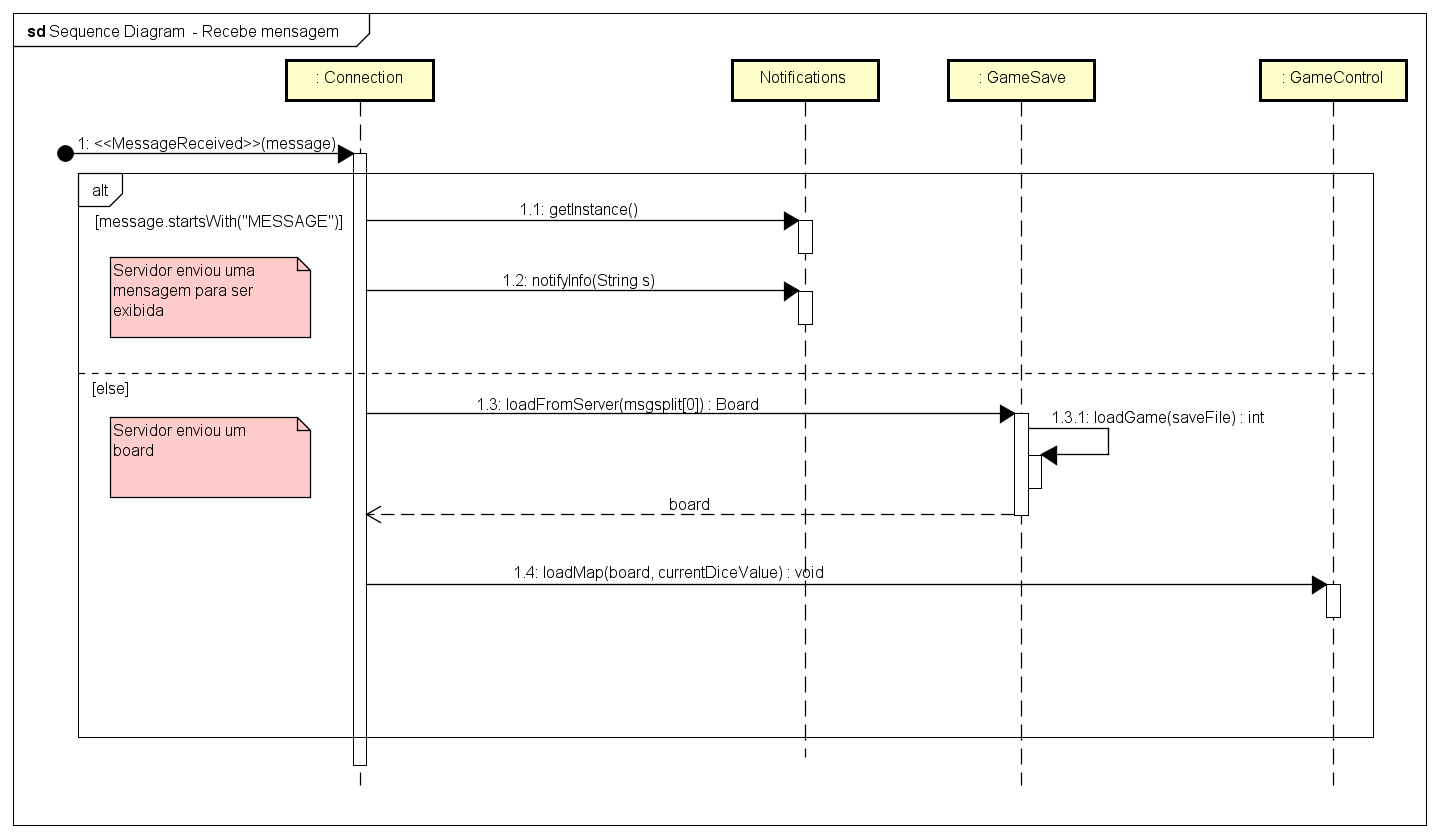 sd Sequence Diagram - Recebe mensagem
: Connection
Notifications
: GameSave
: GameControl
1: <<MessageReceived>>(message)
alt
[message.startsWith("MESSAGE")]
1.1: getInstance()
Servidor enviou uma
mensagem para ser
exibida
1.2: notifyInfo(String s)
[else]
1.3: loadFromServer(msgsplit[0]) : Board
1.3.1: loadGame(saveFile) : int
Servidor enviou um
board
board
1.4: loadMap(board, currentDiceValue) : void